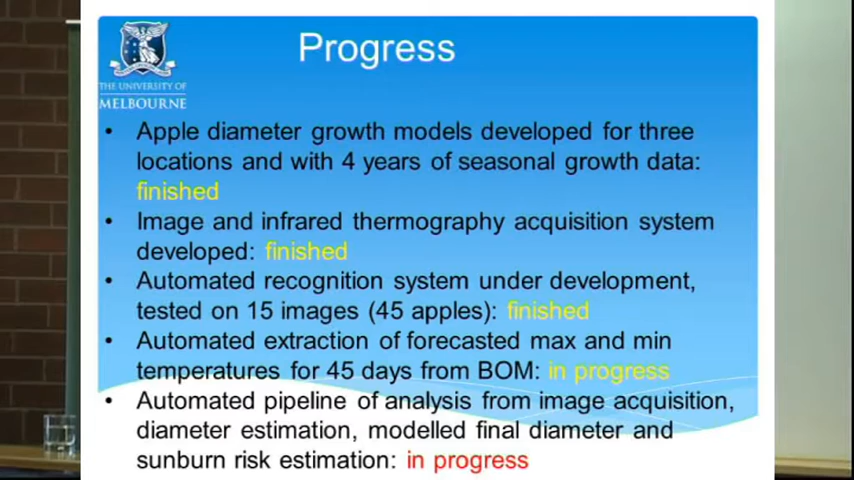 Progress
THE UNIVERSITY OF
MELBOURNE
• Apple diameter growth models developed for three
locations and with 4 years of seasonal growth data:
finished
• Image and infrared thermography acquisition system
developed: finished
• Automated recognition system under development,
tested on 15 images (45 apples): finished
• Automated extraction of forecasted max and min
temperatures for 45 days from BOM: in progress
• Automated pipeline of analysis from image acquisition,
diameter estimation, modelled final diameter and
sunburn risk estimation: in progress